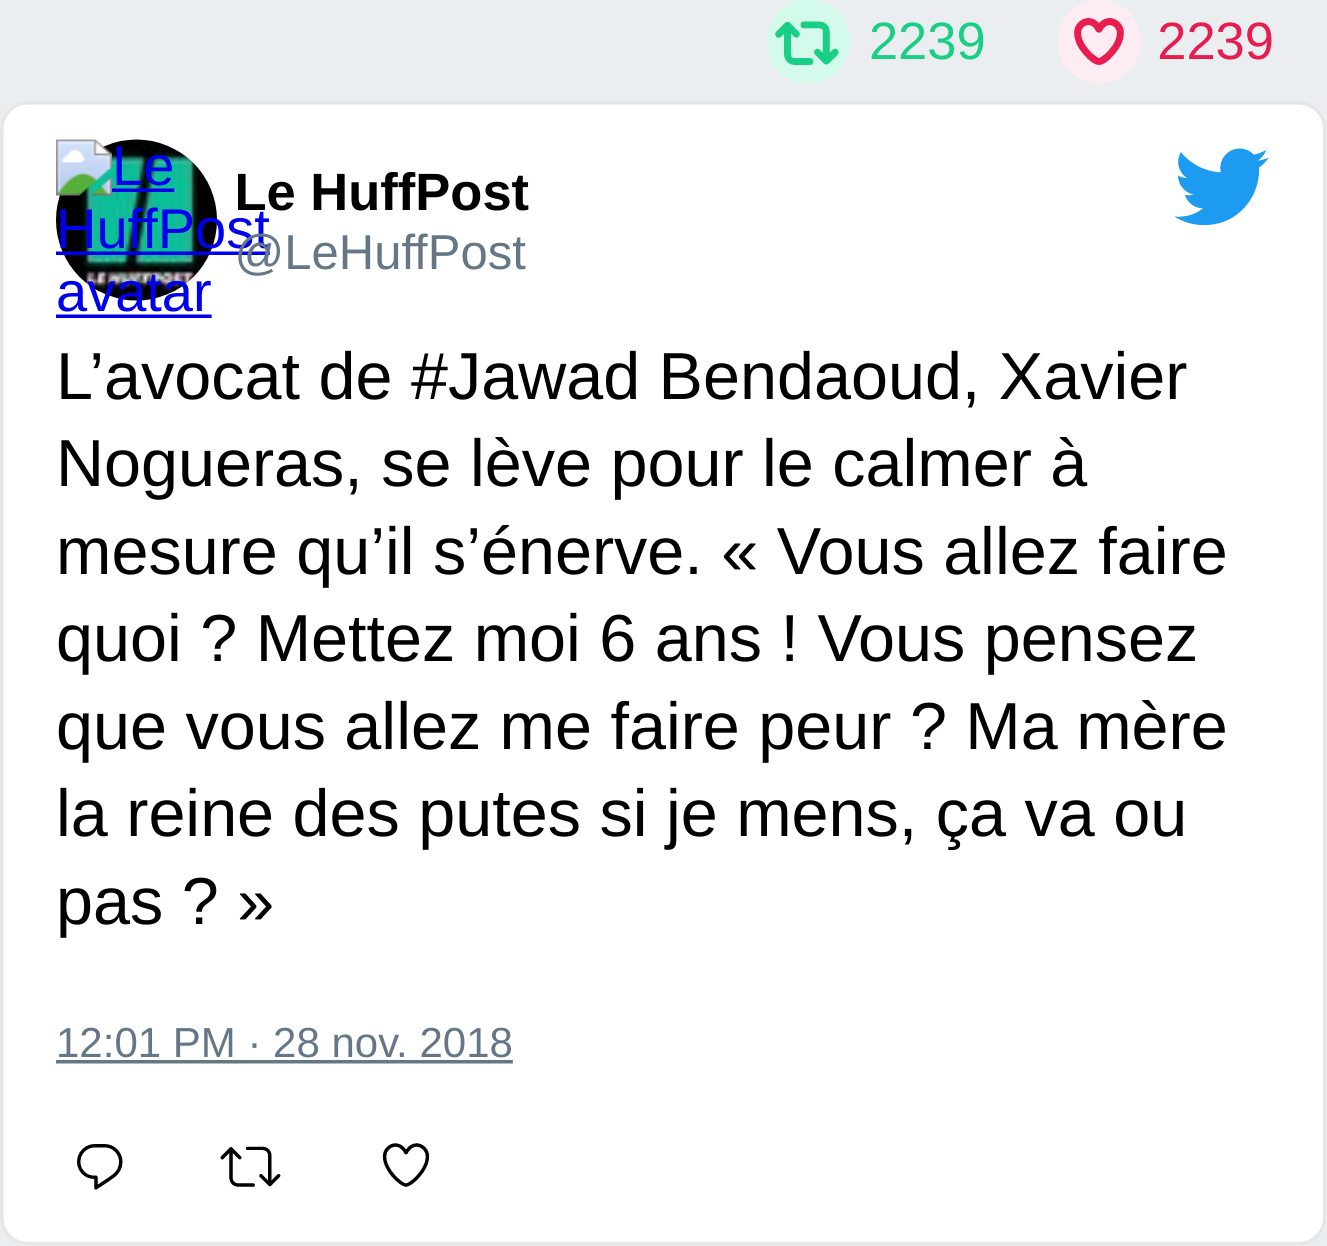 2239 2239
Le HuffPost avatar
Le HuffPost
@LeHuffPost
L’avocat de #Jawad Bendaoud, Xavier
Nogueras, se lève pour le calmer à
mesure qu’il s’énerve. « Vous allez faire
quoi ? Mettez moi 6 ans ! Vous pensez
que vous allez me faire peur ? Ma mère
la reine des putes si je mens, ça va ou
pas ? »
12:01 PM · 28 nov. 2018